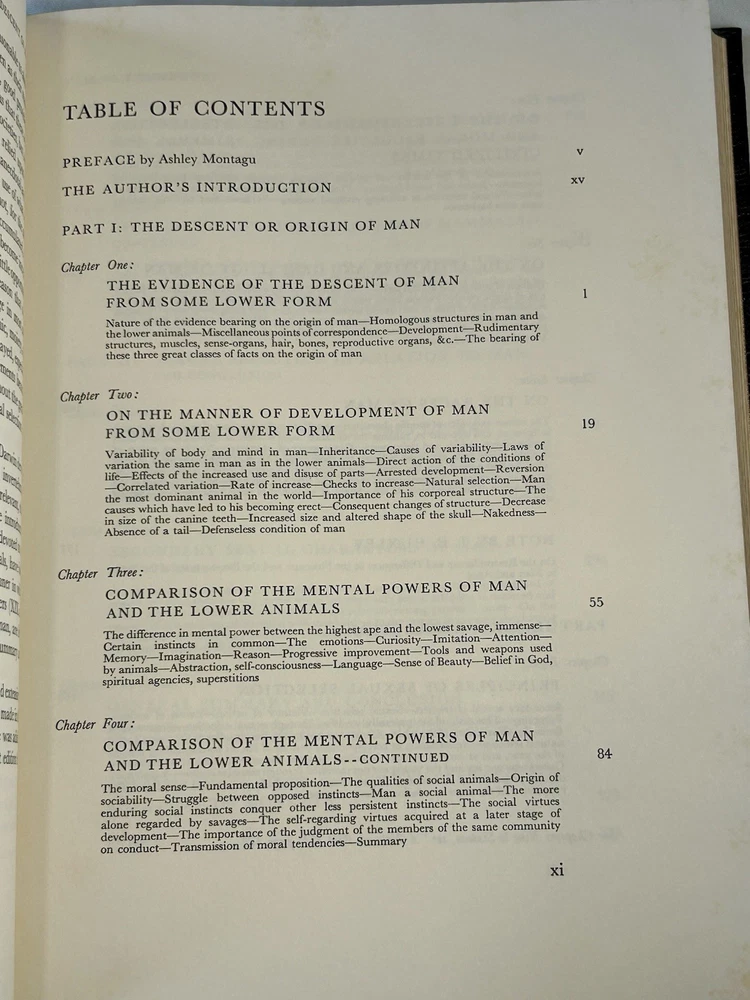 TABLE OF CONTENTS
PREFACE by Ashley Montagu v
THE AUTHOR'S INTRODUCTION xv
PART I: THE DESCENT OR ORIGIN OF MAN
Chapter One:
THE EVIDENCE OF THE DESCENT OF MAN
FROM SOME LOWER FORM 1
Nature of the evidence bearing on the origin of man—Homologous structures in man and
the lower animals—Miscellaneous points of correspondence—Development—Rudimentary
structures, muscles, sense-organs, hair, bones, reproductive organs, &c.—The bearing of
these three great classes of facts on the origin of man
Chapter Two:
ON THE MANNER OF DEVELOPMENT OF MAN
FROM SOME LOWER FORM 19
Variability of body and mind in man—Inheritance—Causes of variability—Laws of
variation the same in man as in the lower animals—Direct action of the conditions of
life—Effects of the increased use and disuse of parts—Arrested development—Reversion
—Correlated variation—Rate of increase—Checks to increase—Natural selection—Man
the most dominant animal in the world—Importance of his corporeal structure—The
causes which have led to his becoming erect—Consequent changes of structure—Decrease
in size of the canine teeth—Increased size and altered shape of the skull—Nakedness—
Absence of a tail—Defenseless condition of man
Chapter Three:
COMPARISON OF THE MENTAL POWERS OF MAN
AND THE LOWER ANIMALS 55
The difference in mental power between the highest ape and the lowest savage, immense—
Certain instincts in common—The emotions—Curiosity—Imitation—Attention—
Memory—Imagination—Reason—Progressive improvement—Tools and weapons used
by animals—Abstraction, self-consciousness—Language—Sense of Beauty—Belief in God,
spiritual agencies, superstitions
Chapter Four:
COMPARISON OF THE MENTAL POWERS OF MAN
AND THE LOWER ANIMALS--CONTINUED 84
The moral sense—Fundamental proposition—The qualities of social animals—Origin of
sociability—Struggle between opposed instincts—Man a social animal—The more
enduring social instincts conquer other less persistent instincts—The social virtues
alone regarded by savages—The self-regarding virtues acquired at a later stage of
development—The importance of the judgment of the members of the same community
on conduct—Transmission of moral tendencies—Summary
xi